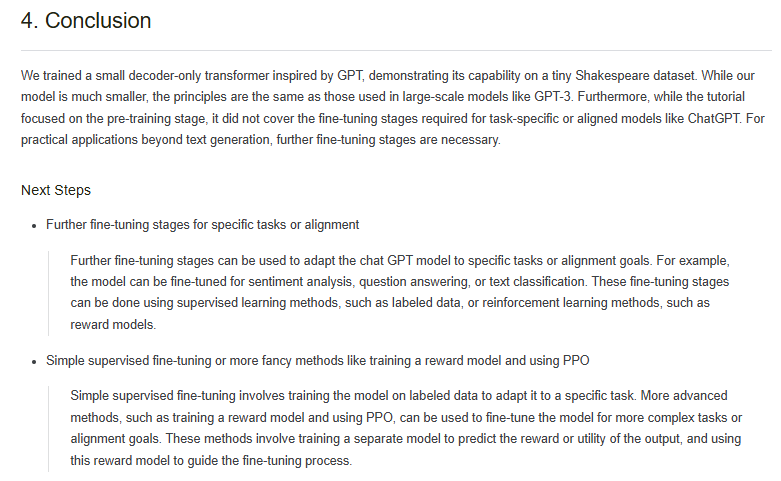 4. Conclusion
We trained a small decoder-only transformer inspired by GPT, demonstrating its capability on a tiny Shakespeare dataset. While our
model is much smaller, the principles are the same as those used in large-scale models like GPT-3. Furthermore, while the tutorial
focused on the pre-training stage, it did not cover the fine-tuning stages required for task-specific or aligned models like ChatGPT. For
practical applications beyond text generation, further fine-tuning stages are necessary.
Next Steps
• Further fine-tuning stages for specific tasks or alignment
Further fine-tuning stages can be used to adapt the chat GPT model to specific tasks or alignment goals. For example,
the model can be fine-tuned for sentiment analysis, question answering, or text classification. These fine-tuning stages
can be done using supervised learning methods, such as labeled data, or reinforcement learning methods, such as
reward models.
• Simple supervised fine-tuning or more fancy methods like training a reward model and using PPO
Simple supervised fine-tuning involves training the model on labeled data to adapt it to a specific task. More advanced
methods, such as training a reward model and using PPO, can be used to fine-tune the model for more complex tasks or
alignment goals. These methods involve training a separate model to predict the reward or utility of the output, and using
this reward model to guide the fine-tuning process.